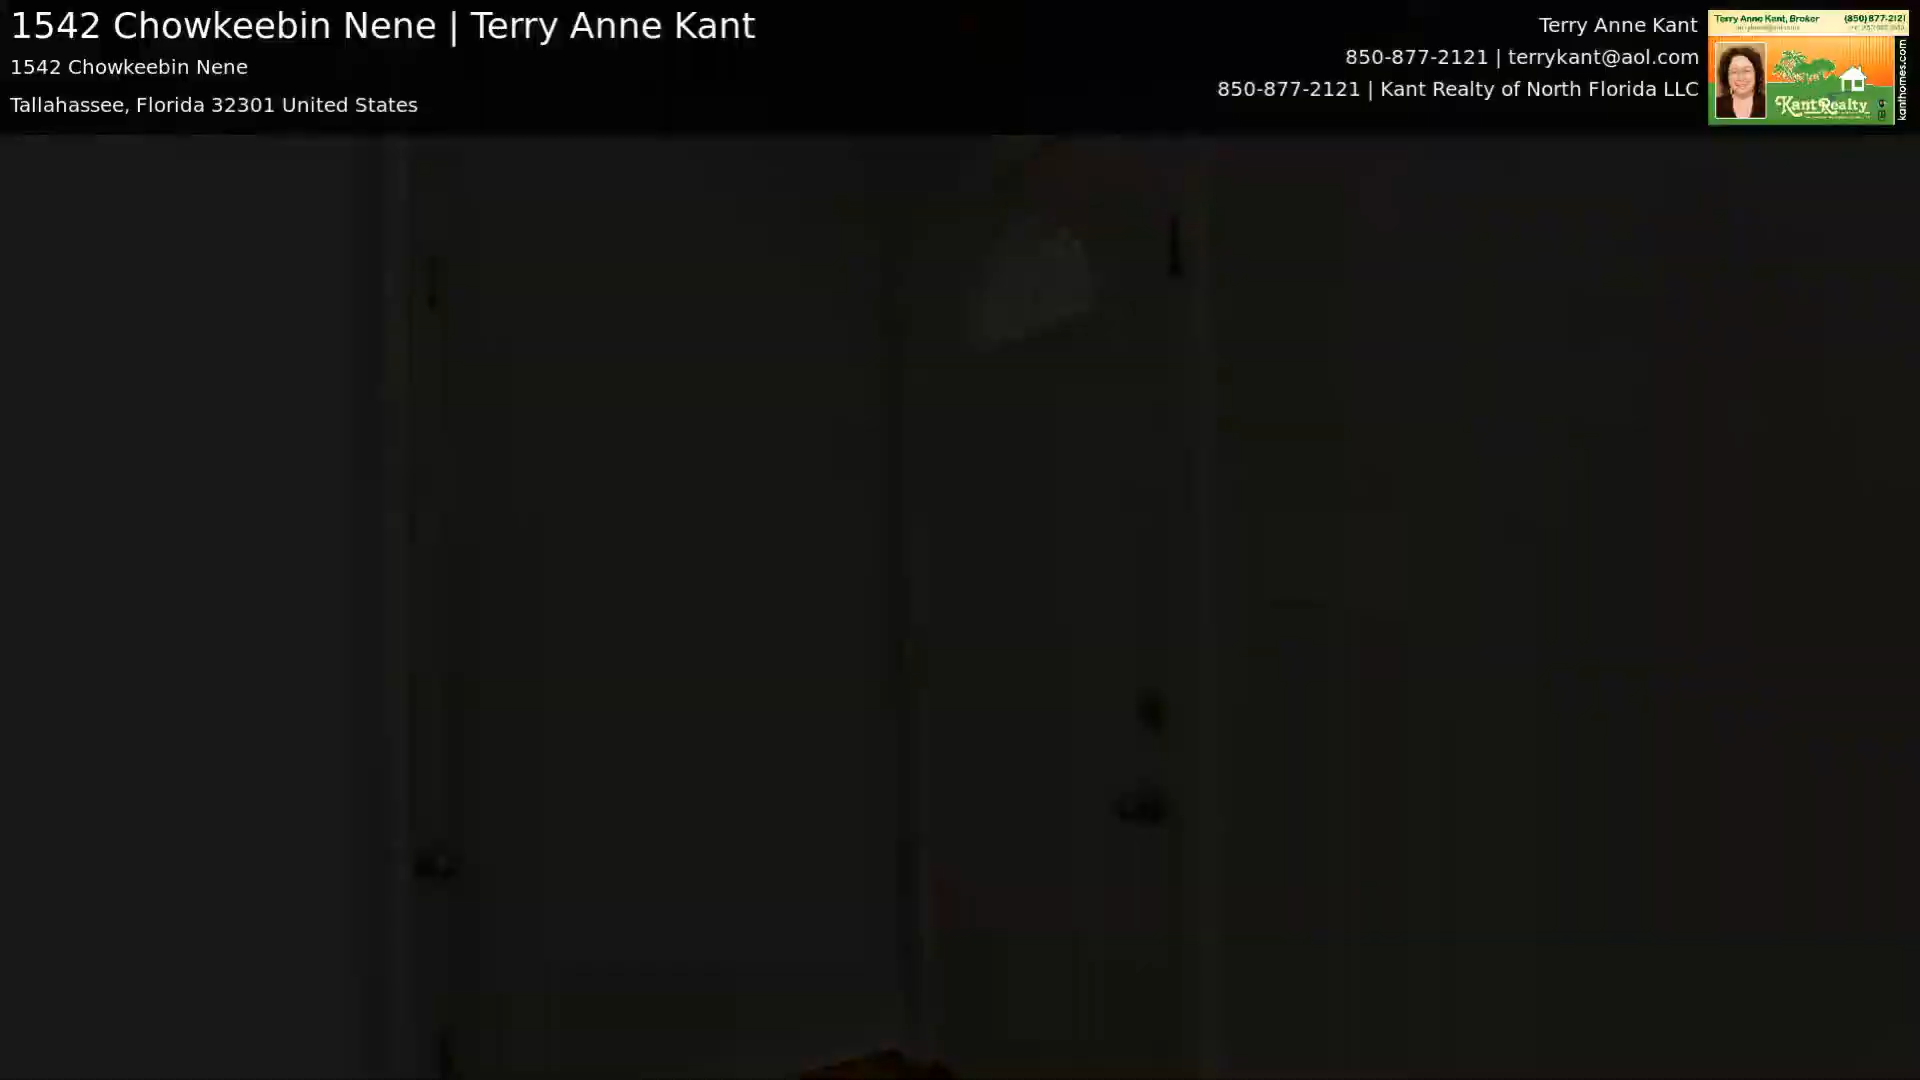 1542 Chowkeebin Nene | Terry Anne Kant
1542 Chowkeebin Nene
Tallahassee, Florida 32301 United States
Terry Anne Kant
850-877-2121 | terrykant@aol.com
850-877-2121 | Kant Realty of North Florida LLC
Terry Anne Kant, Broker
(850)877-2121
Kant Realty
kanthomes.com